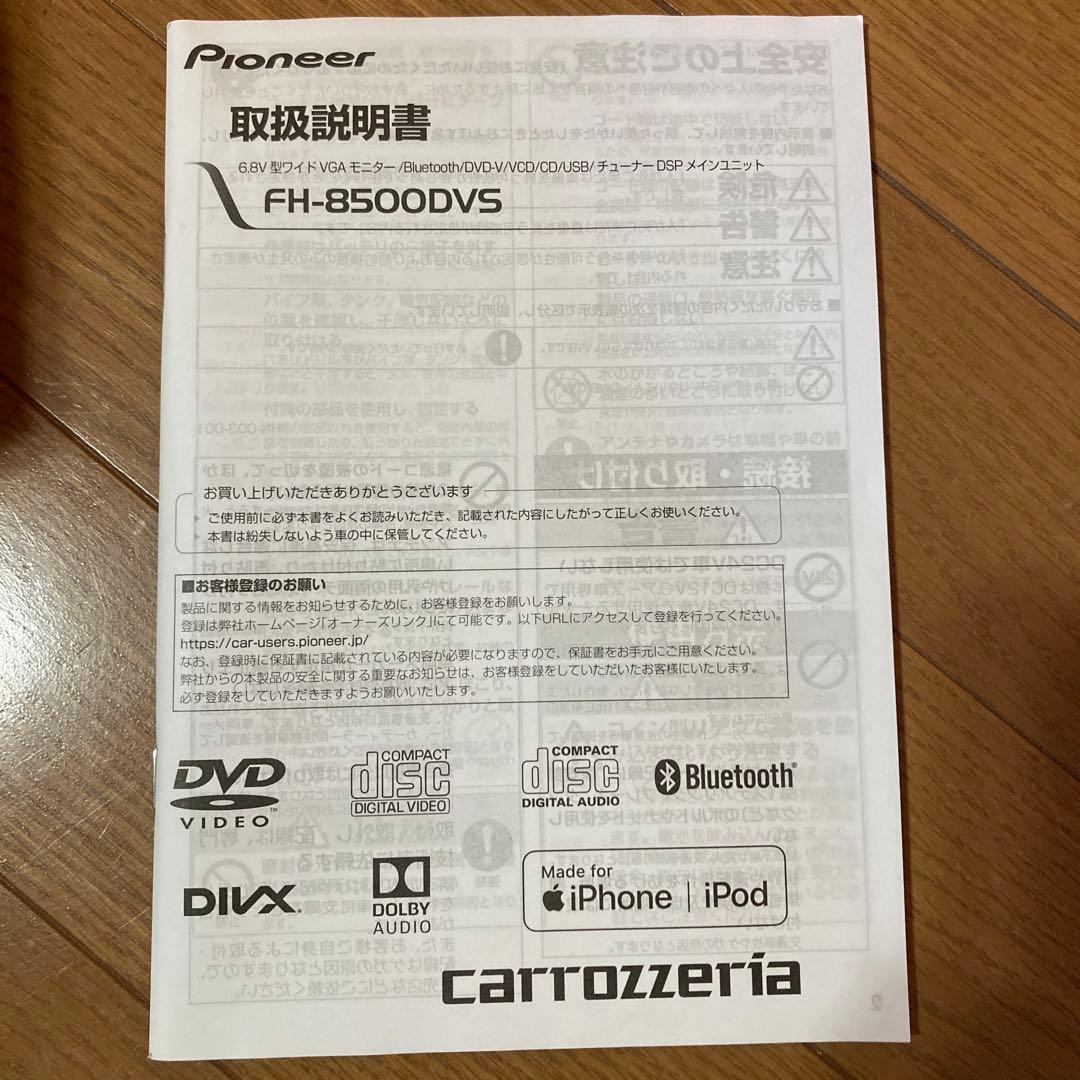 Pioneer
取扱説明書
6.8V型ワイドVGAモニター/Bluetooth/DVD-V/VCD/CD/USB/チューナーDSPメインユニット
FH-8500DVS
お買い上げいただきありがとうございます
ご使用前に必ず本書をよくお読みいただき、記載された内容にしたがって正しくお使いください。
本書は紛失しないよう車の中に保管してください。
■お客様登録のお願い
製品に関する情報をお知らせするために、お客様登録をお願いします。
登録は弊社ホームページ「オーナーズリンク」にて可能です。以下URLにアクセスして登録を行ってください。
https://car-users.pioneer.jp/
なお、登録時に保証書に記載されている内容が必要になりますので、保証書をお手元にご用意ください。
弊社からの本製品の安全に関する重要なお知らせは、お客様登録をしていただいたお客様にいたします。
必ず登録をしていただきますようお願いいたします。
DVD VIDEO™
COMPACT disc DIGITAL VIDEO
COMPACT disc DIGITAL AUDIO
Bluetooth®
DIVX.
DOLBY AUDIO
Made for
iPhone | iPod
carrozzeria